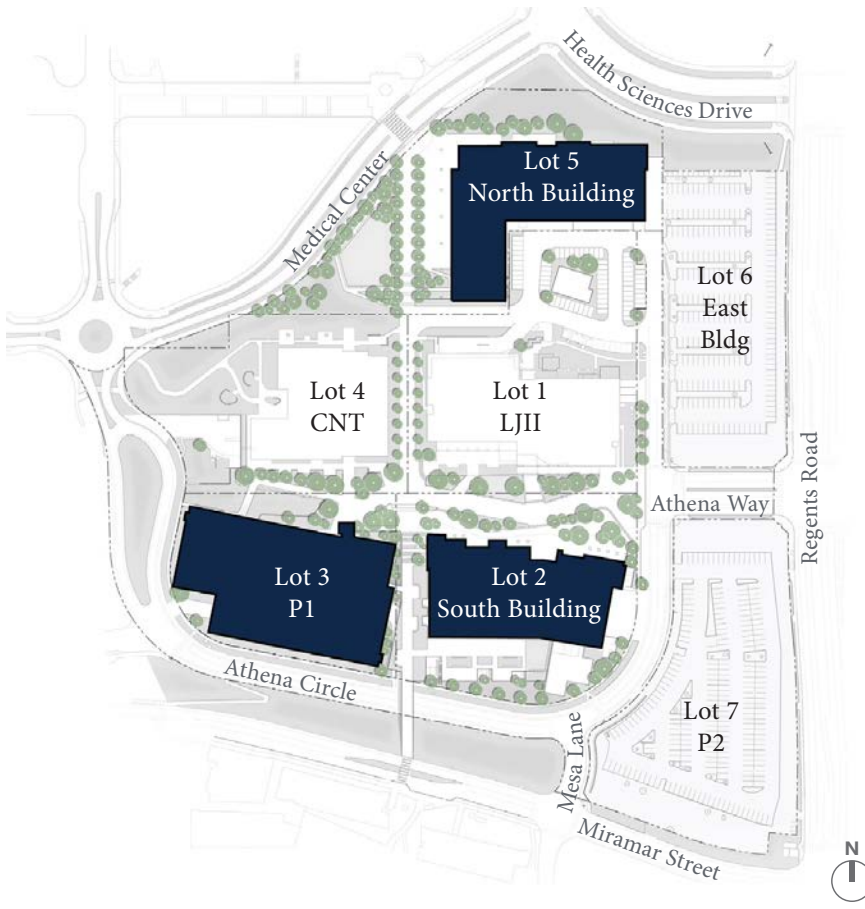 Health Sciences Drive
Medical Center
Lot 5
North Building
Lot 6
East
Bldg
Lot 4
CNT
Lot 1
LJII
Regents Road
Athena Way
Lot 3
P1
Lot 2
South Building
Athena Circle
Lot 7
P2
Mesa Lane
Miramar Street
N